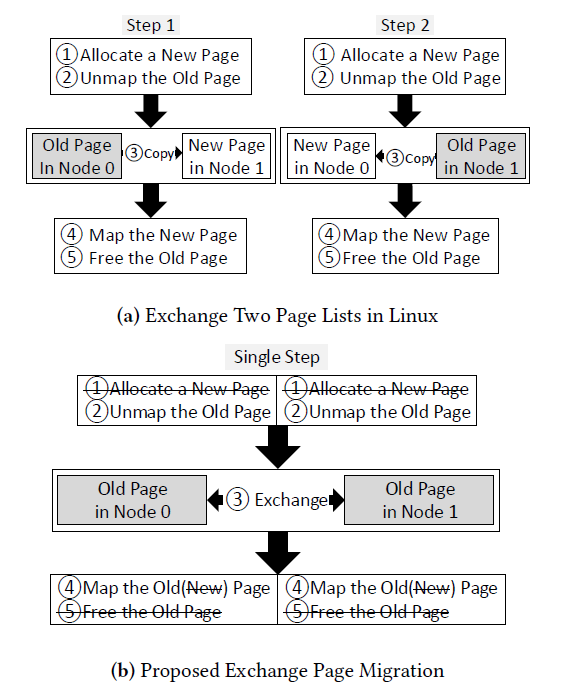 Step 1
① Allocate a New Page
② Unmap the Old Page
Old Page
In Node 0
③ Copy
New Page
in Node 1
④ Map the New Page
⑤ Free the Old Page
Step 2
① Allocate a New Page
② Unmap the Old Page
New Page
in Node 0
③ Copy
Old Page
in Node 1
④ Map the New Page
⑤ Free the Old Page
(a) Exchange Two Page Lists in Linux
Single Step
① Allocate a New Page
② Unmap the Old Page
① Allocate a New Page
② Unmap the Old Page
Old Page
in Node 0
③ Exchange
Old Page
in Node 1
④ Map the Old(New) Page
⑤ Free the Old Page
④ Map the Old(New) Page
⑤ Free the Old Page
(b) Proposed Exchange Page Migration